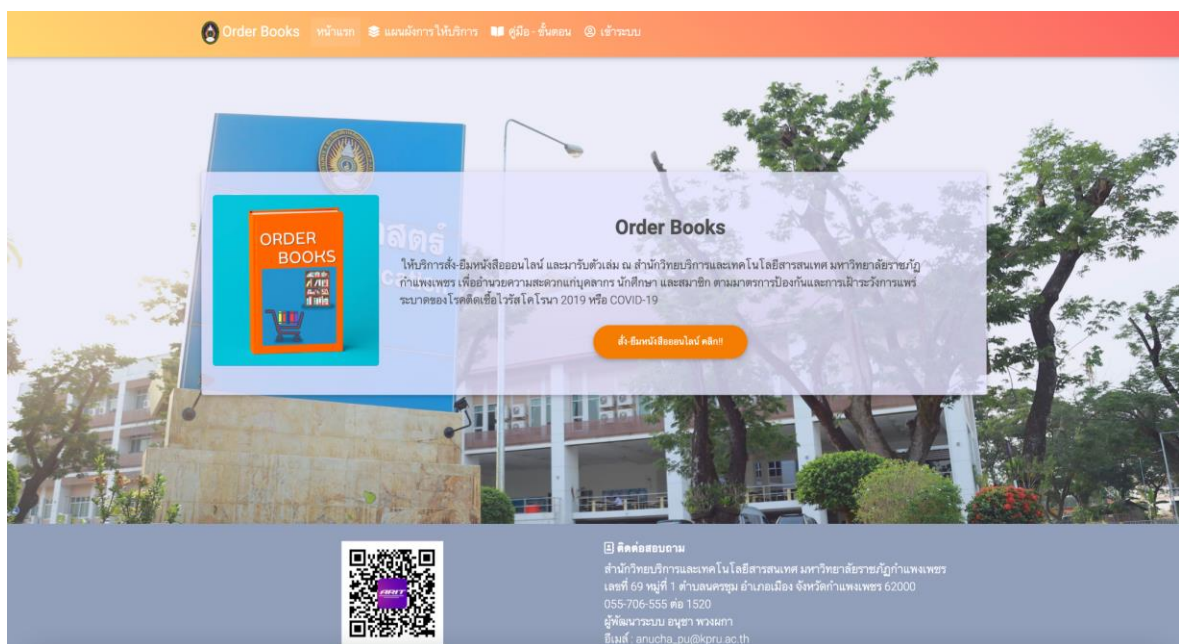 Order Books หน้าแรก แผนผังการให้บริการ คู่มือ - ขั้นตอน เข้าระบบ
ORDER
BOOKS
Order Books
ให้บริการสั่ง-ยืมหนังสือออนไลน์ และมารับตัวเล่ม ณ สำนักวิทยบริการและเทคโนโลยีสารสนเทศ มหาวิทยาลัยราชภัฏ
กำแพงเพชร เพื่ออำนวยความสะดวกแก่บุคลากร นักศึกษา และสมาชิก ตามมาตรการป้องกันและการเฝ้าระวังการแพร่
ระบาดของโรคติดเชื้อไวรัสโคโรนา 2019 หรือ COVID-19
สั่ง-ยืมหนังสือออนไลน์ คลิก!!
ARIT
ติดต่อสอบถาม
สำนักวิทยบริการและเทคโนโลยีสารสนเทศ มหาวิทยาลัยราชภัฏกำแพงเพชร
เลขที่ 69 หมู่ที่ 1 ตำบลนครชุม อำเภอเมือง จังหวัดกำแพงเพชร 62000
055-706-555 ต่อ 1520
ผู้พัฒนาระบบ อนุชา พวงผกา
อีเมล์ : anucha_pu@kpru.ac.th